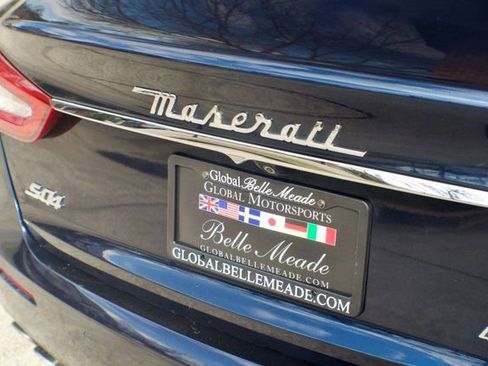 Maserati
SQ4
Global Belle Meade
GLOBAL MOTORSPORTS
Belle Meade
GLOBALBELLEMEADE.COM
GLOBALBELLEMEADE.COM